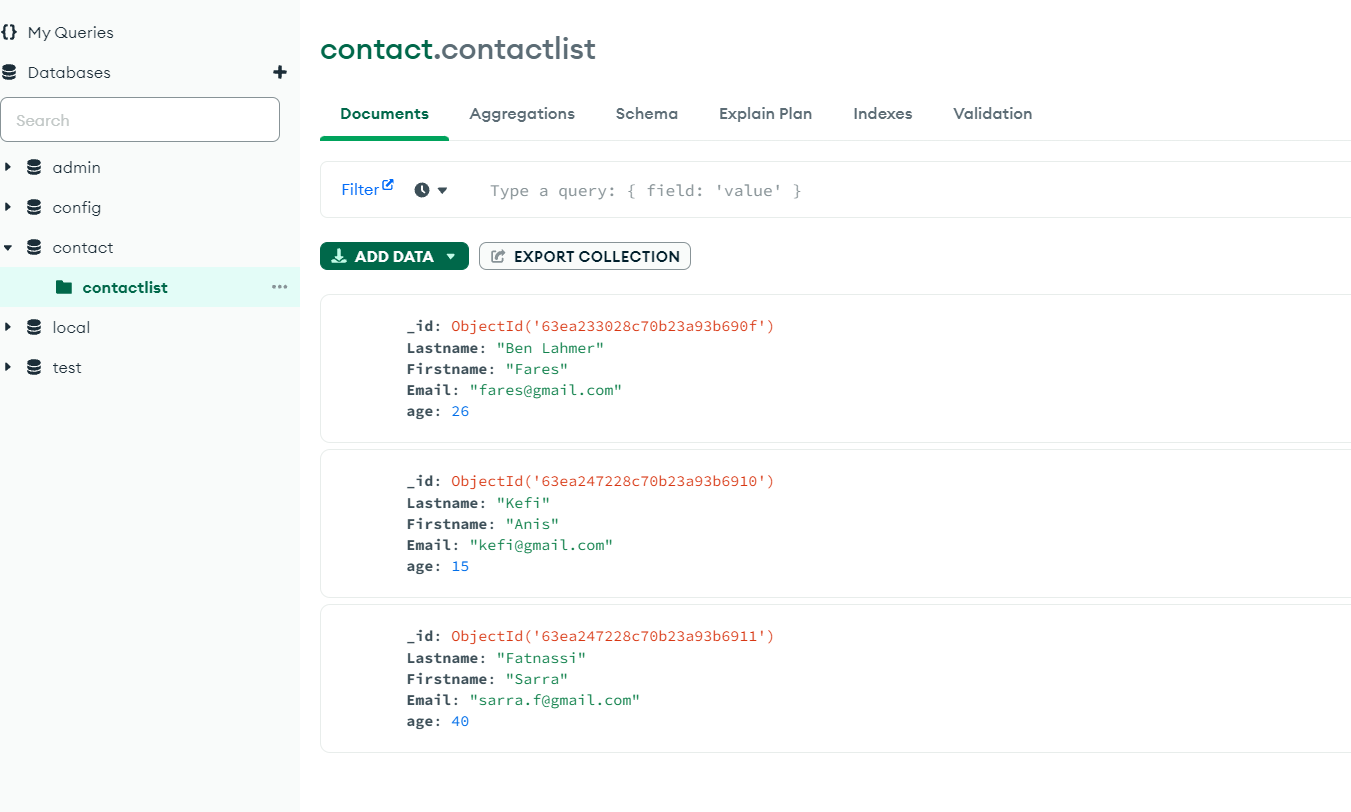 {} My Queries
Databases
Search
admin
config
contact
contactlist
local
test
contact.contactlist
Documents Aggregations Schema Explain Plan Indexes Validation
Filter Type a query: { field: 'value' }
ADD DATA EXPORT COLLECTION
_id: ObjectId('63ea233028c70b23a93b690f')
Lastname: "Ben Lahmer"
Firstname: "Fares"
Email: "fares@gmail.com"
age: 26
_id: ObjectId('63ea247228c70b23a93b6910')
Lastname: "Kefi"
Firstname: "Anis"
Email: "kefi@gmail.com"
age: 15
_id: ObjectId('63ea247228c70b23a93b6911')
Lastname: "Fatnassi"
Firstname: "Sarra"
Email: "sarra.f@gmail.com"
age: 40